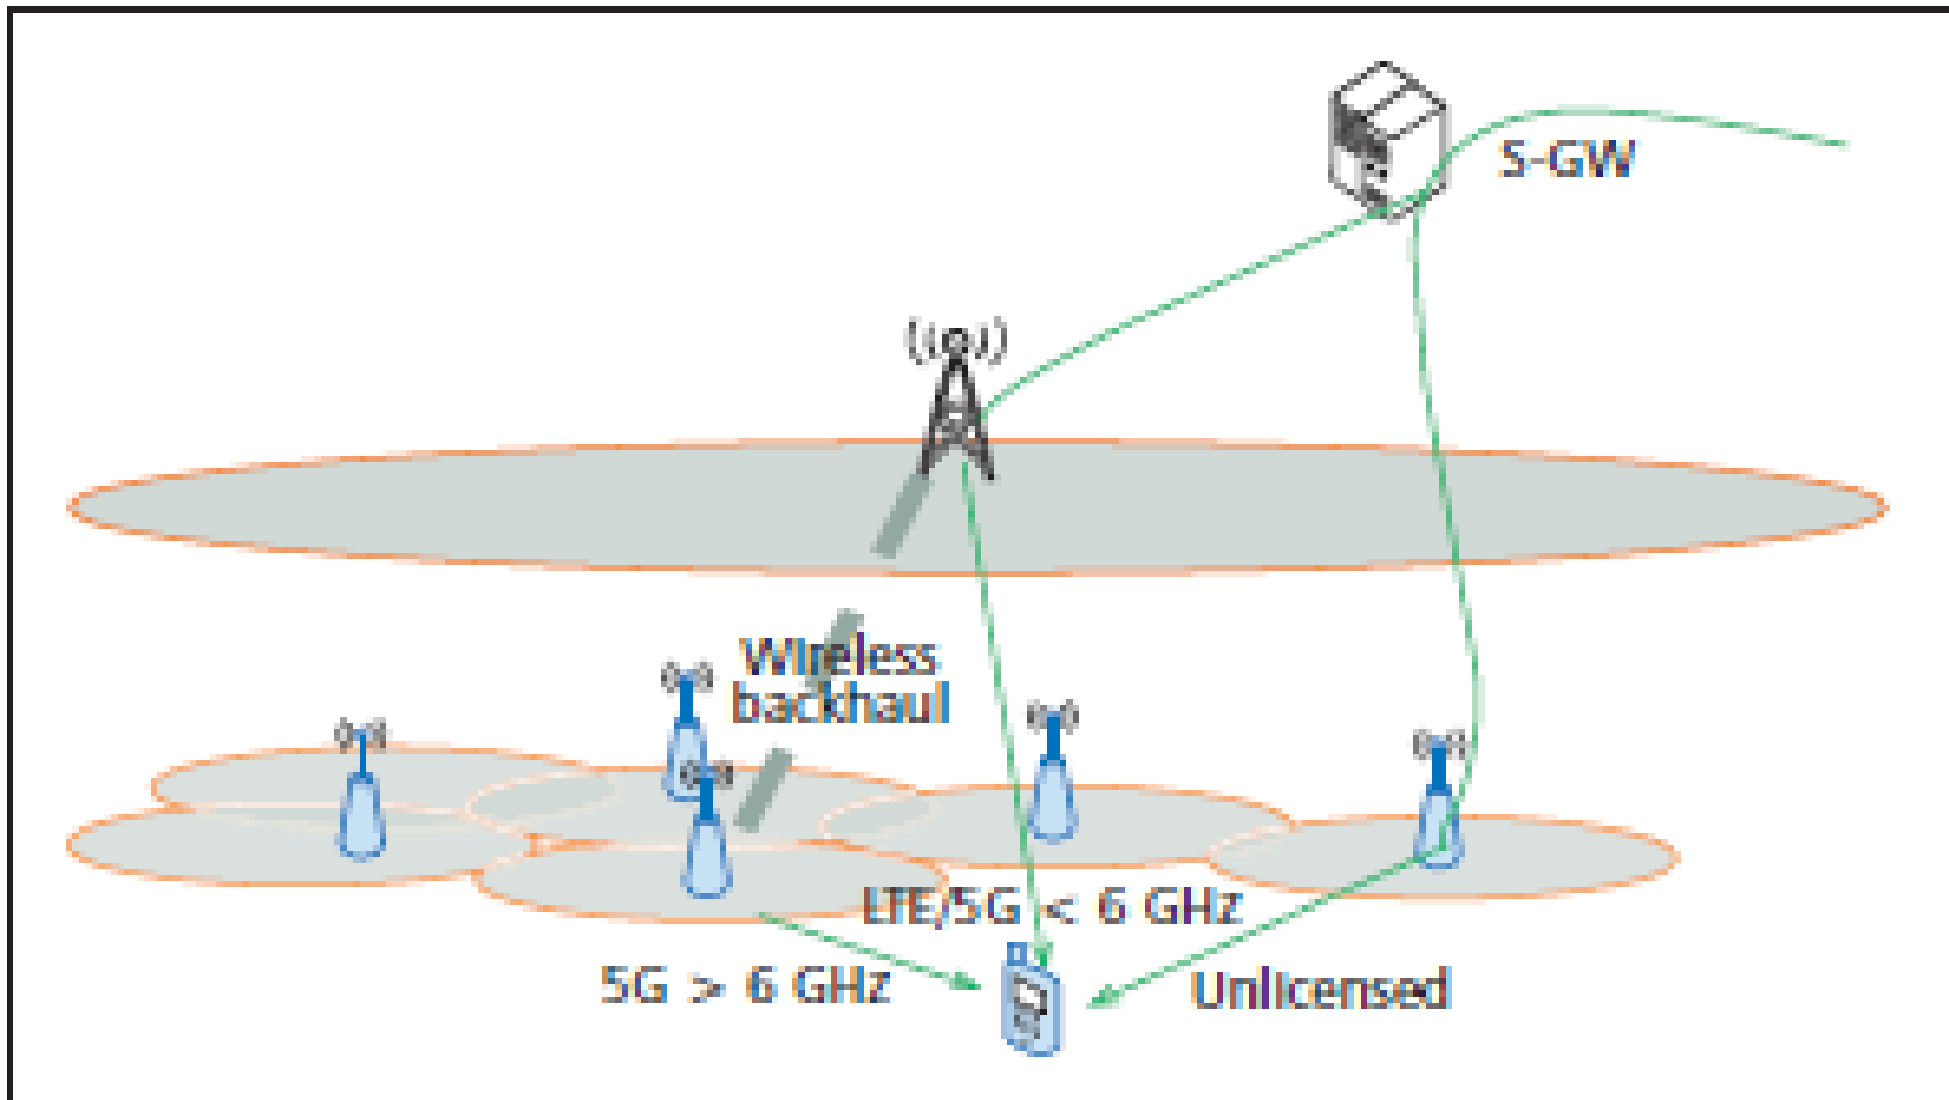 S-GW
Wireless
backhaul
LTE/5G < 6 GHz
5G > 6 GHz
Unlicensed